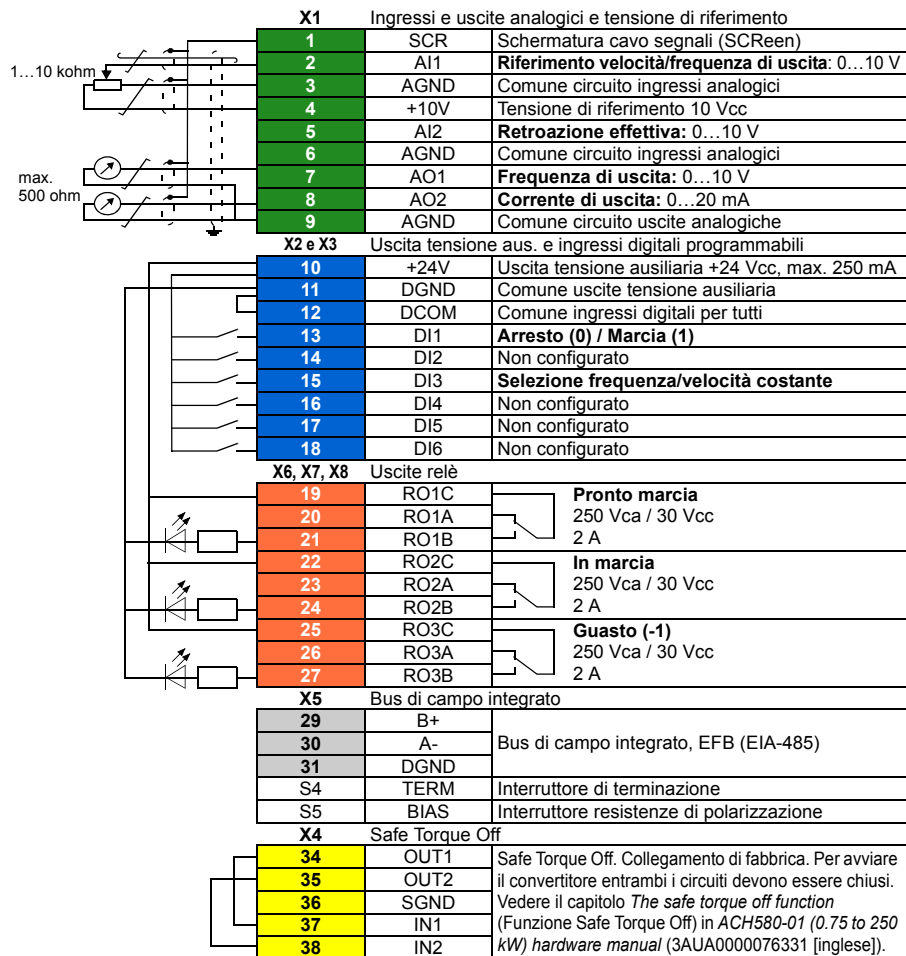 X1 Ingressi e uscite analogici e tensione di riferimento
1 SCR Schermatura cavo segnali (SCReen)
2 AI1 Riferimento velocità/frequenza di uscita: 0…10 V
1…10 kohm
3 AGND Comune circuito ingressi analogici
4 +10V Tensione di riferimento 10 Vcc
5 AI2 Retroazione effettiva: 0…10 V
6 AGND Comune circuito ingressi analogici
7 AO1 Frequenza di uscita: 0…10 V
max.
500 ohm
8 AO2 Corrente di uscita: 0…20 mA
9 AGND Comune circuito uscite analogiche
X2 e X3 Uscita tensione aus. e ingressi digitali programmabili
10 +24V Uscita tensione ausiliaria +24 Vcc, max. 250 mA
11 DGND Comune uscite tensione ausiliaria
12 DCOM Comune ingressi digitali per tutti
13 DI1 Arresto (0) / Marcia (1)
14 DI2 Non configurato
15 DI3 Selezione frequenza/velocità costante
16 DI4 Non configurato
17 DI5 Non configurato
18 DI6 Non configurato
X6, X7, X8 Uscite relè
19 RO1C Pronto marcia
20 RO1A 250 Vca / 30 Vcc
21 RO1B 2 A
22 RO2C In marcia
23 RO2A 250 Vca / 30 Vcc
24 RO2B 2 A
25 RO3C Guasto (-1)
26 RO3A 250 Vca / 30 Vcc
27 RO3B 2 A
X5 Bus di campo integrato
29 B+
30 A- Bus di campo integrato, EFB (EIA-485)
31 DGND
S4 TERM Interruttore di terminazione
S5 BIAS Interruttore resistenze di polarizzazione
X4 Safe Torque Off
34 OUT1 Safe Torque Off. Collegamento di fabbrica. Per avviare
35 OUT2 il convertitore entrambi i circuiti devono essere chiusi.
36 SGND Vedere il capitolo The safe torque off function
37 IN1 (Funzione Safe Torque Off) in ACH580-01 (0.75 to 250
38 IN2 kW) hardware manual (3AUA0000076331 [inglese]).